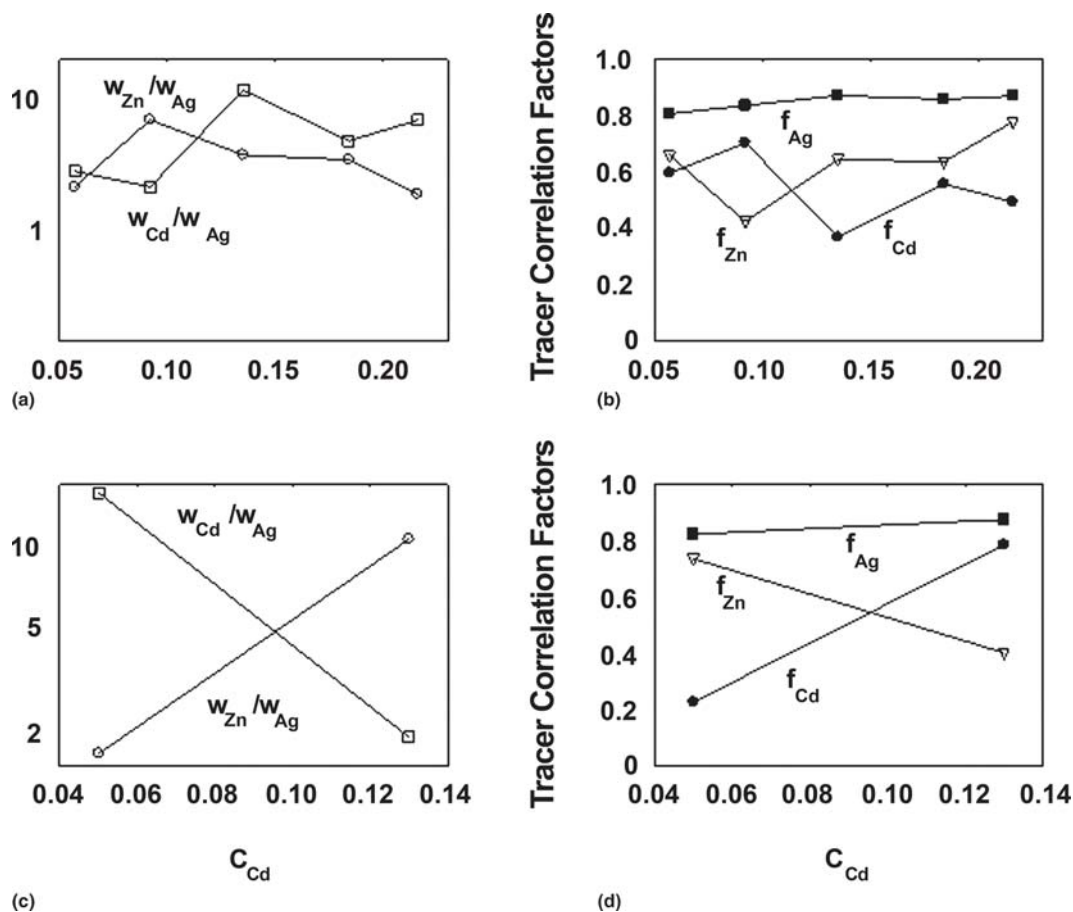 10
1
w_Zn/w_Ag
w_Cd/w_Ag
0.05 0.10 0.15 0.20
(a)
Tracer Correlation Factors
1.0
0.8
0.6
0.4
0.2
0
f_Ag
f_Zn
f_Cd
0.05 0.10 0.15 0.20
(b)
10
5
2
w_Cd/w_Ag
w_Zn/w_Ag
0.04 0.06 0.08 0.10 0.12 0.14
C_Cd
(c)
Tracer Correlation Factors
1.0
0.8
0.6
0.4
0.2
0
f_Ag
f_Zn
f_Cd
0.04 0.06 0.08 0.10 0.12 0.14
C_Cd
(d)